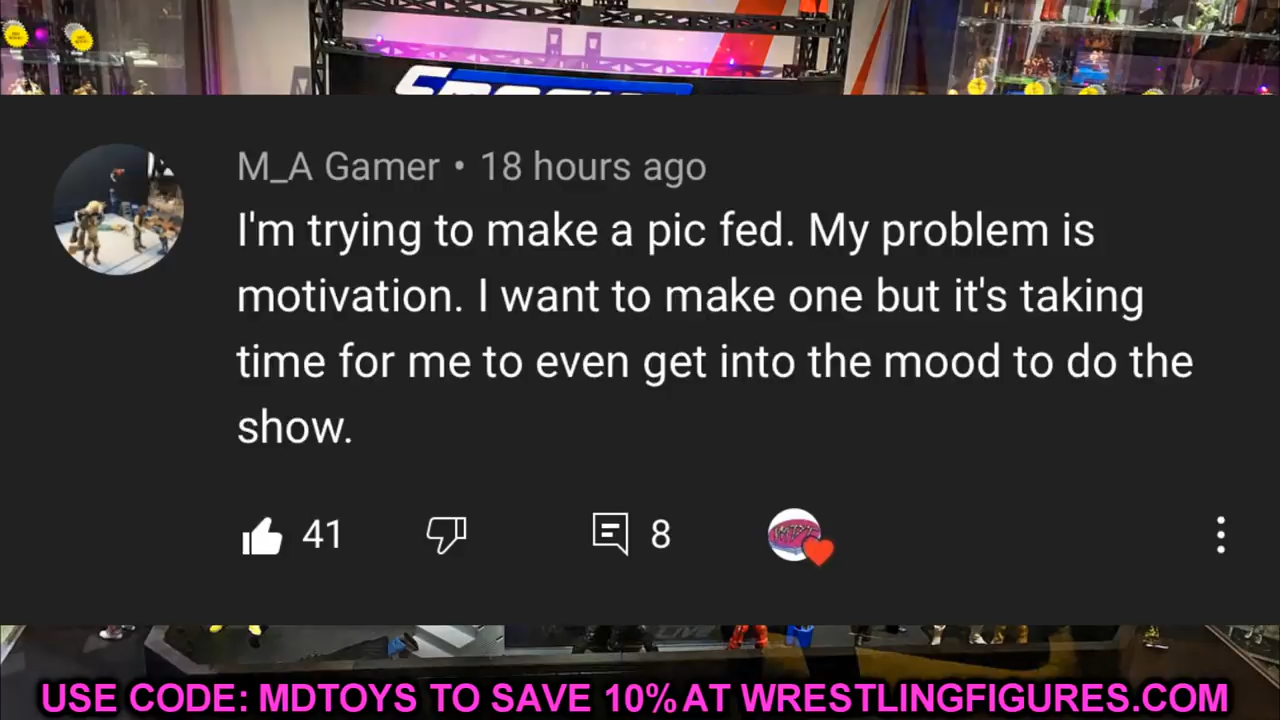 M_A Gamer • 18 hours ago
I'm trying to make a pic fed. My problem is
motivation. I want to make one but it's taking
time for me to even get into the mood to do the
show.
41 8
USE CODE: MDTOYS TO SAVE 10% AT WRESTLINGFIGURES.COM